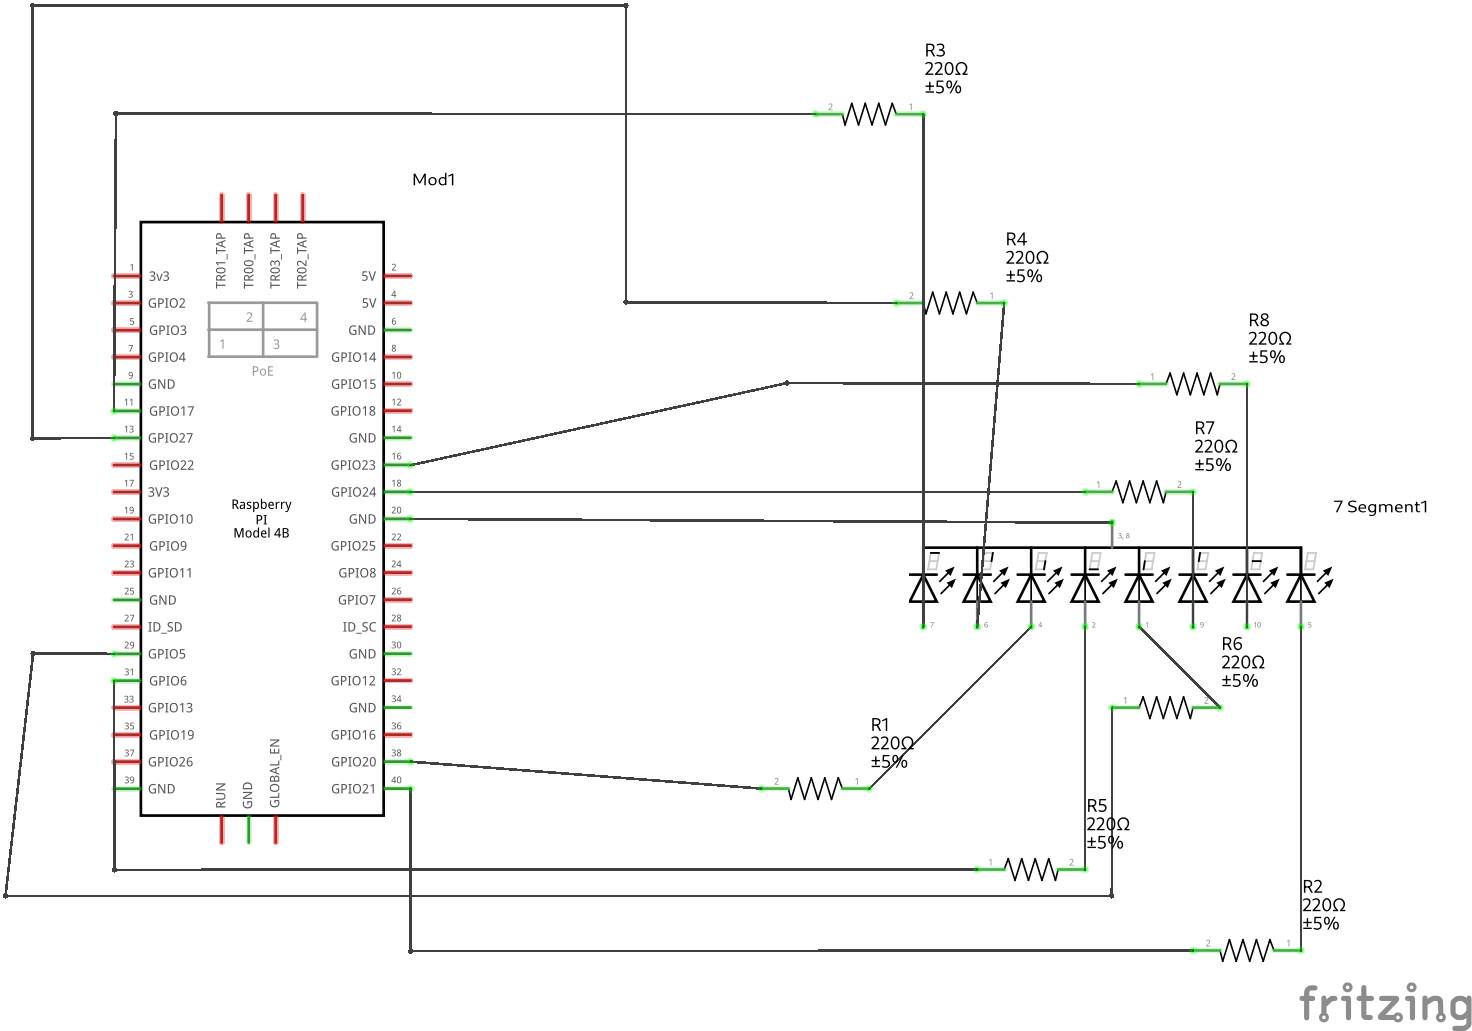 R3
220Ω
±5%
2
1
Mod1
R4
220Ω
±5%
2
1
R8
220Ω
±5%
1
2
R7
220Ω
±5%
1
2
TR01_TAP
TR00_TAP
TR03_TAP
TR02_TAP
1 3v3 5V 2
3 GPIO2 5V 4
5 GPIO3 GND 6
7 GPIO4 GPIO14 8
9 GND GPIO15 10
11 GPIO17 GPIO18 12
13 GPIO27 GND 14
15 GPIO22 GPIO23 16
17 3V3 GPIO24 18
19 GPIO10 GND 20
21 GPIO9 GPIO25 22
23 GPIO11 GPIO8 24
25 GND GPIO7 26
27 ID_SD ID_SC 28
29 GPIO5 GND 30
31 GPIO6 GPIO12 32
33 GPIO13 GND 34
35 GPIO19 GPIO16 36
37 GPIO26 GPIO20 38
39 GND GPIO21 40
2 4
1 3
PoE
Raspberry
PI
Model 4B
RUN
GND
GLOBAL_EN
7 Segment1
3, 8
7 6 4 2 1 9 10 5
R6
220Ω
±5%
1
2
R1
220Ω
±5%
2
1
R5
220Ω
±5%
1
2
R2
220Ω
±5%
2
1
fritzing